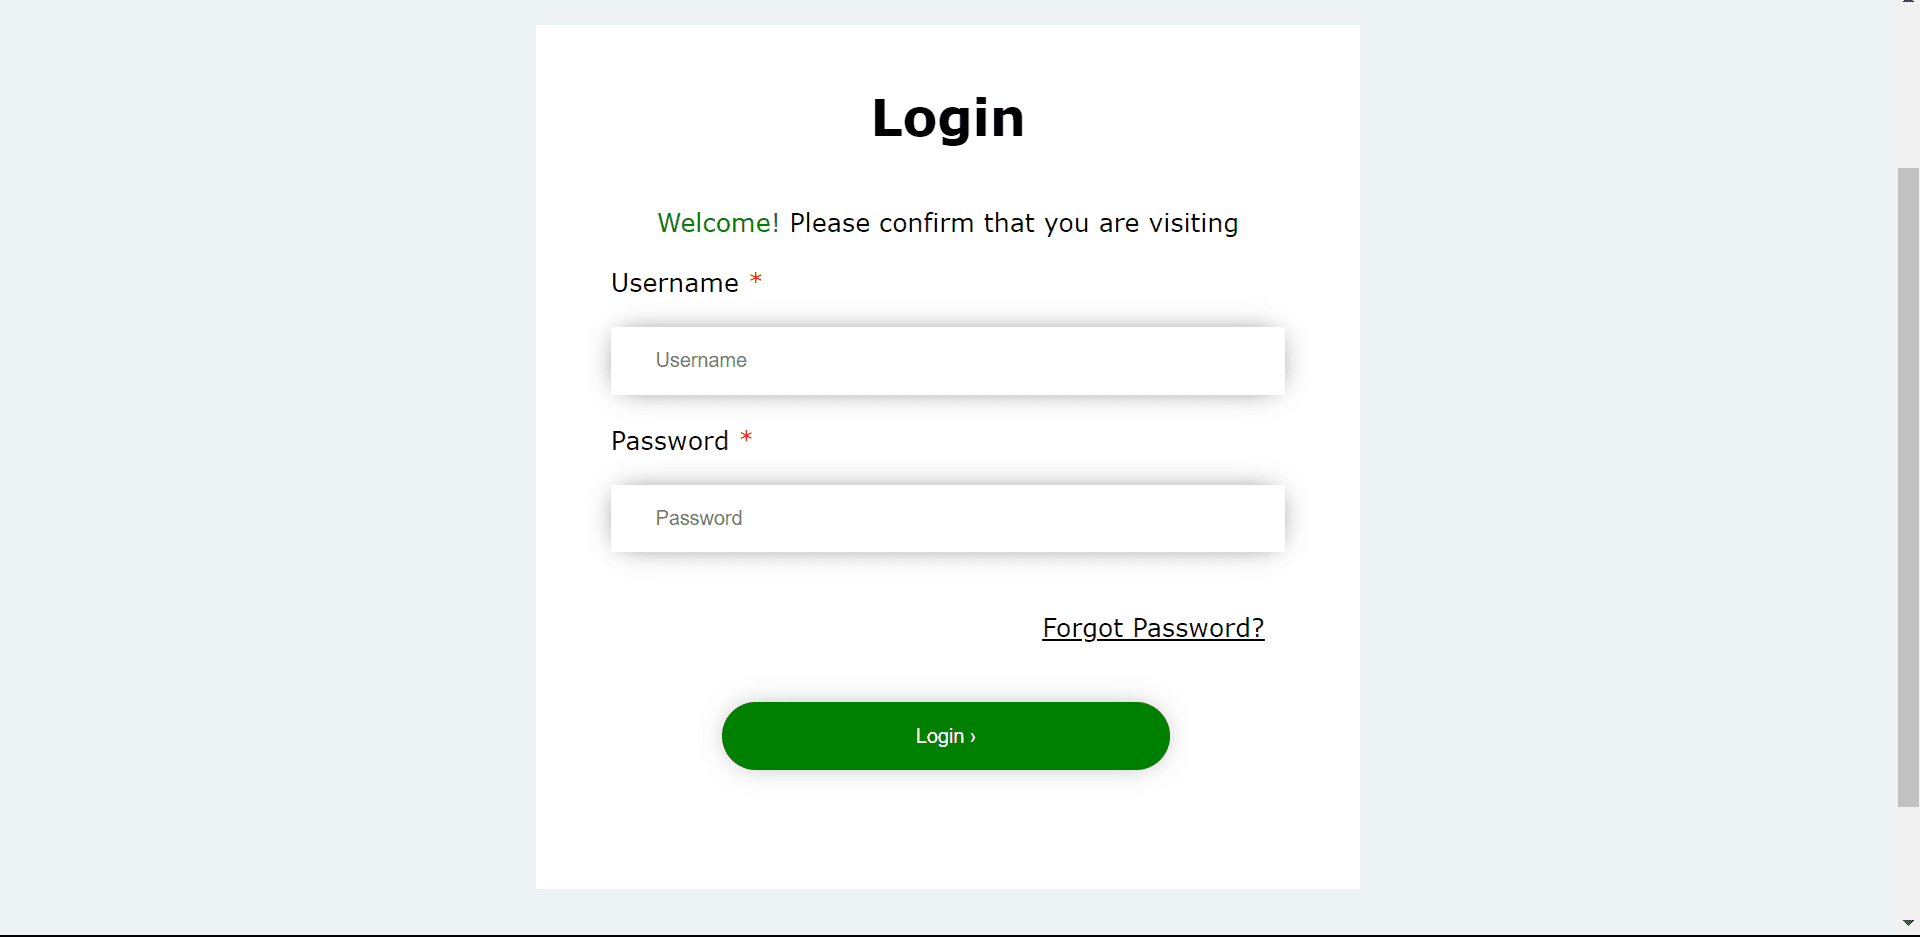 Login
Welcome! Please confirm that you are visiting
Username *
Username
Password *
Password
Forgot Password?
Login ›